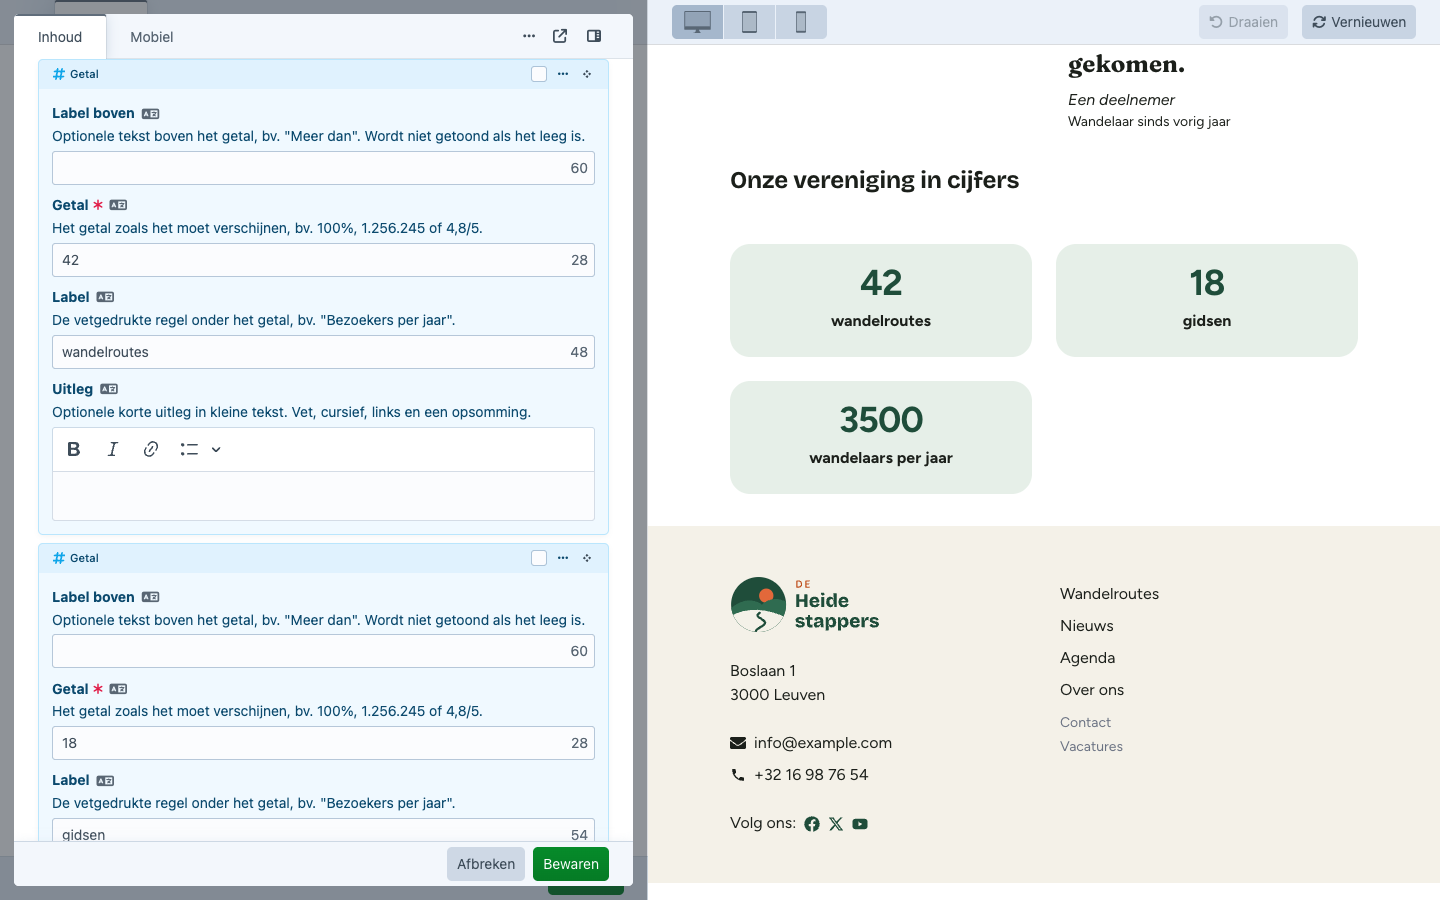 Inhoud
Mobiel
Getal
Label boven
Optionele tekst boven het getal, bv. "Meer dan". Wordt niet getoond als het leeg is.
60
Getal *
Het getal zoals het moet verschijnen, bv. 100%, 1.256.245 of 4,8/5.
42
28
Label
De vetgedrukte regel onder het getal, bv. "Bezoekers per jaar".
wandelroutes
48
Uitleg
Optionele korte uitleg in kleine tekst. Vet, cursief, links en een opsomming.
B I
Getal
Label boven
Optionele tekst boven het getal, bv. "Meer dan". Wordt niet getoond als het leeg is.
60
Getal *
Het getal zoals het moet verschijnen, bv. 100%, 1.256.245 of 4,8/5.
18
28
Label
De vetgedrukte regel onder het getal, bv. "Bezoekers per jaar".
gidsen
54
Afbreken
Bewaren
Draaien
Vernieuwen
gekomen.
Een deelnemer
Wandelaar sinds vorig jaar
Onze vereniging in cijfers
42
wandelroutes
18
gidsen
3500
wandelaars per jaar
DE
Heide
stappers
Boslaan 1
3000 Leuven
info@example.com
+32 16 98 76 54
Volg ons:
Wandelroutes
Nieuws
Agenda
Over ons
Contact
Vacatures